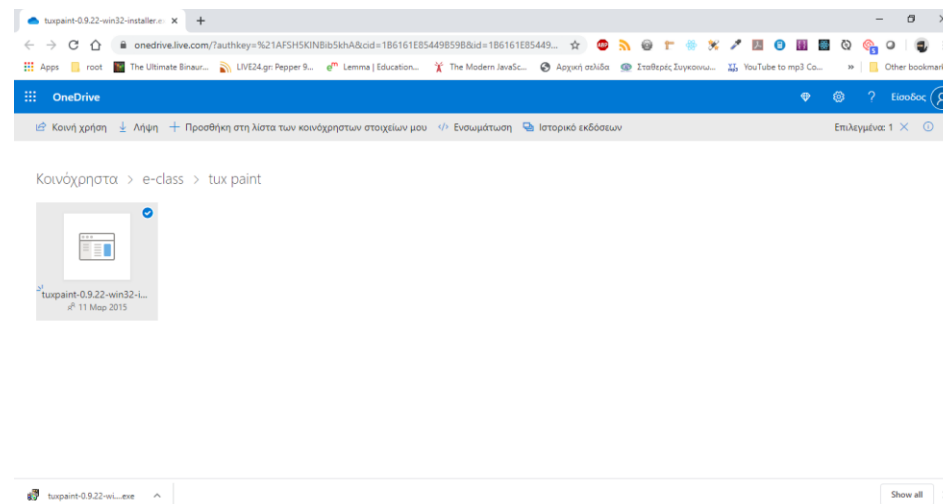 tuxpaint-0.9.22-win32-installer.e
onedrive.live.com/?authkey=%21AFSH5KINBib5khA&cid=1B6161E85449B59B&id=1B6161E85449...
Apps root The Ultimate Binaur... LIVE24.gr: Pepper 9... Lemma | Education... The Modern JavaSc... Αρχική σελίδα Σταθερές Συγκοινω... YouTube to mp3 Co... » Other bookmark
OneDrive ? Είσοδος
Κοινή χρήση Λήψη Προσθήκη στη λίστα των κοινόχρηστων στοιχείων μου Ενσωμάτωση Ιστορικό εκδόσεων Επιλεγμένα: 1
Κοινόχρηστα > e-class > tux paint
tuxpaint-0.9.22-win32-i...
11 Μαρ 2015
tuxpaint-0.9.22-wi....exe Show all